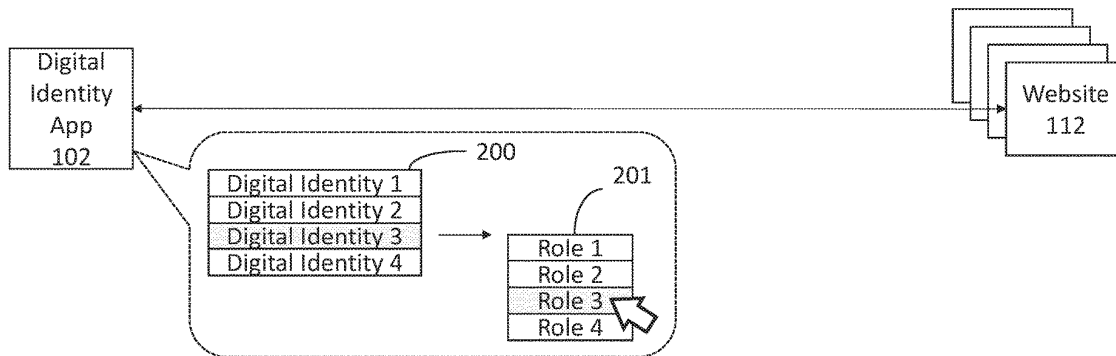 Digital
Identity
App
102
Website
112
200
Digital Identity 1
Digital Identity 2
Digital Identity 3
Digital Identity 4
201
Role 1
Role 2
Role 3
Role 4